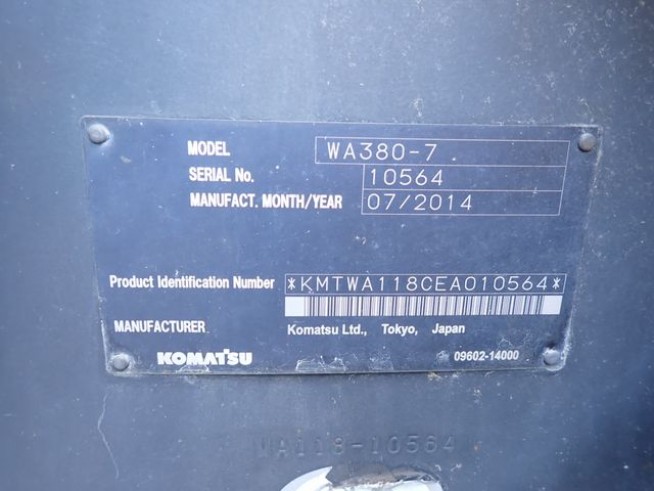 MODEL WA380-7
SERIAL No. 10564
MANUFACT. MONTH/YEAR 07/2014
Product Identification Number *KMTWA118CEA010564*
MANUFACTURER Komatsu Ltd., Tokyo, Japan
KOMATSU 09602-14000
WA118-10564